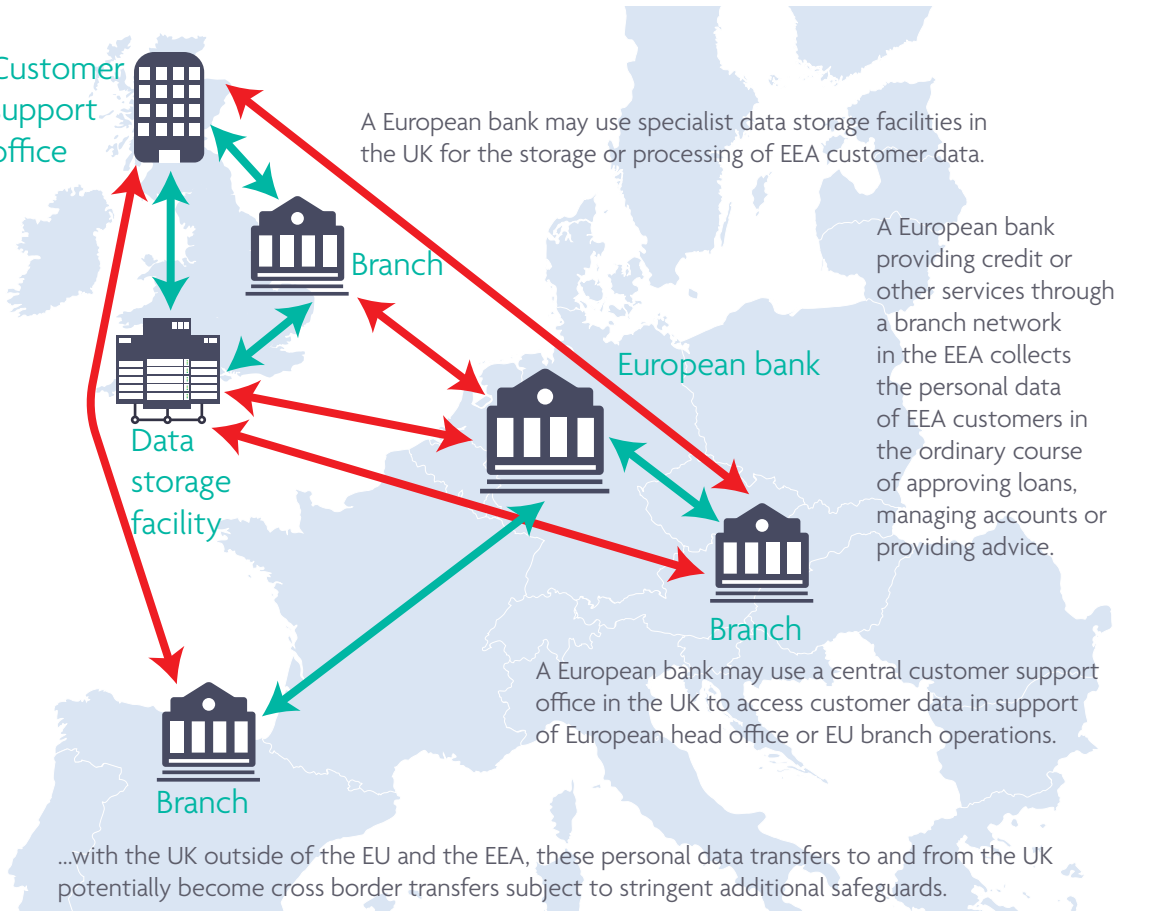 Customer
support
office
A European bank may use specialist data storage facilities in
the UK for the storage or processing of EEA customer data.
Branch
A European bank
providing credit or
other services through
a branch network
in the EEA collects
the personal data
of EEA customers in
the ordinary course
of approving loans,
managing accounts or
providing advice.
European bank
Data
storage
facility
Branch
A European bank may use a central customer support
office in the UK to access customer data in support
of European head office or EU branch operations.
Branch
...with the UK outside of the EU and the EEA, these personal data transfers to and from the UK
potentially become cross border transfers subject to stringent additional safeguards.